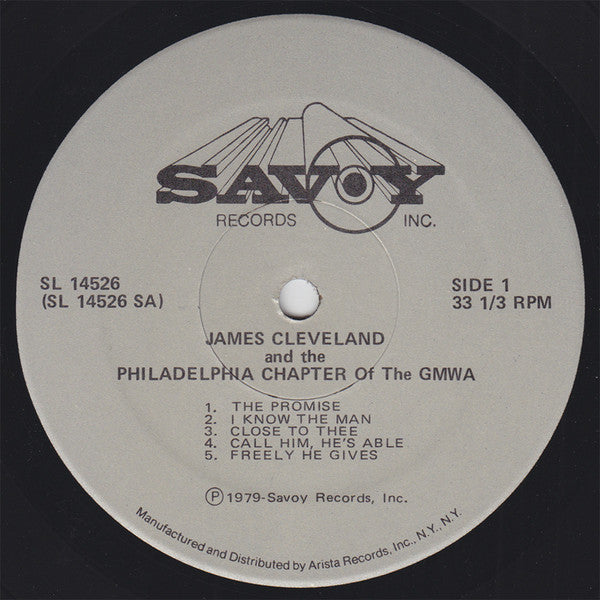 SAVOY
RECORDS INC.
SL 14526
(SL 14526 SA)
SIDE 1
33 1/3 RPM
JAMES CLEVELAND
and the
PHILADELPHIA CHAPTER Of The GMWA
1. THE PROMISE
2. I KNOW THE MAN
3. CLOSE TO THEE
4. CALL HIM, HE'S ABLE
5. FREELY HE GIVES
Ⓟ1979-Savoy Records, Inc.
Manufactured and Distributed by Arista Records, Inc., N.Y., N.Y.